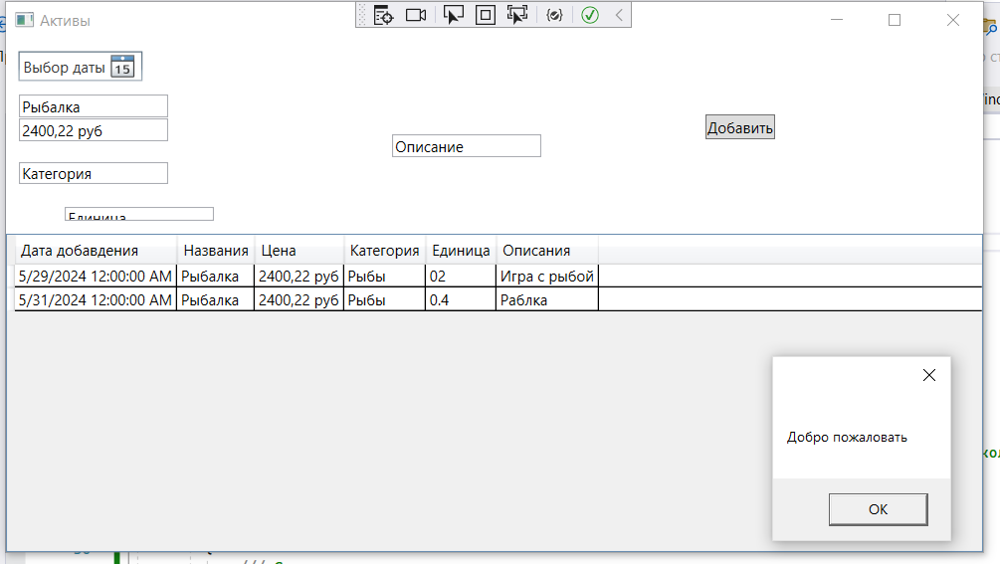 Активы
Выбор даты 15
Рыбалка
2400,22 руб
Добавить
Описание
Категория
Единица
Дата добавдения Названия Цена Категория Единица Описания
5/29/2024 12:00:00 AM Рыбалка 2400,22 руб Рыбы 02 Игра с рыбой
5/31/2024 12:00:00 AM Рыбалка 2400,22 руб Рыбы 0.4 Раблка
Добро пожаловать
OK